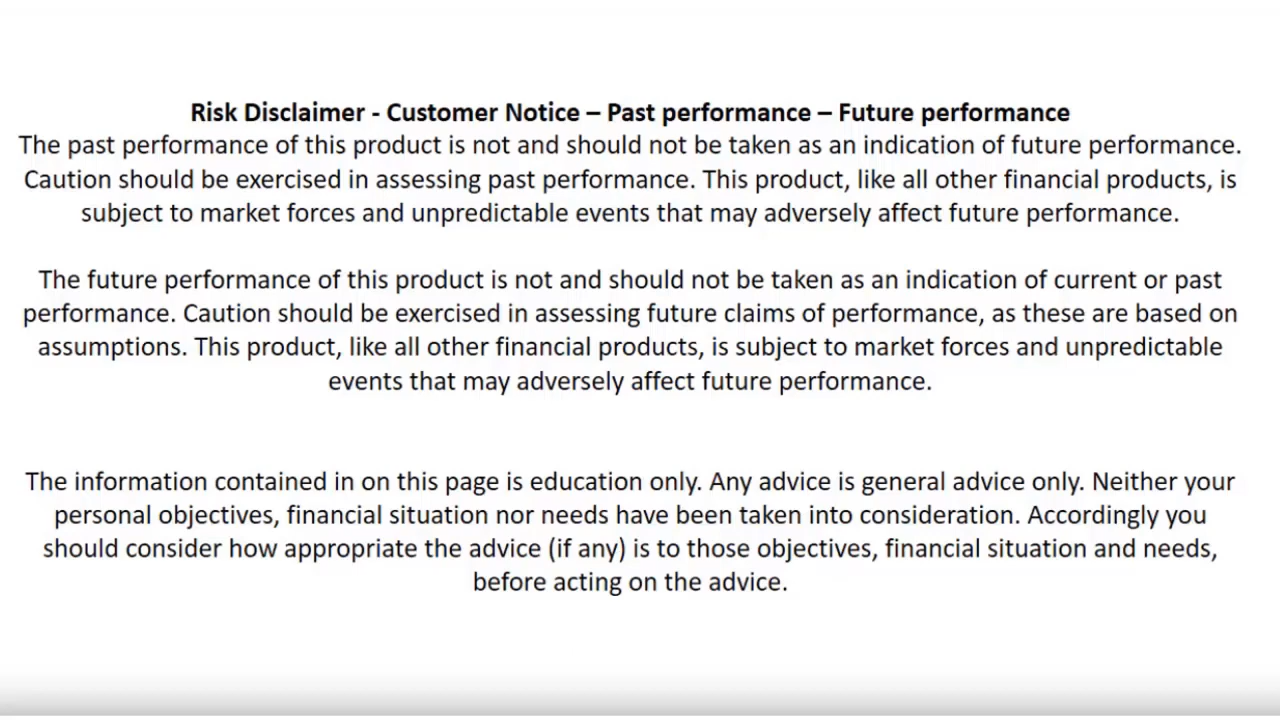 Risk Disclaimer - Customer Notice – Past performance – Future performance
The past performance of this product is not and should not be taken as an indication of future performance.
Caution should be exercised in assessing past performance. This product, like all other financial products, is
subject to market forces and unpredictable events that may adversely affect future performance.
The future performance of this product is not and should not be taken as an indication of current or past
performance. Caution should be exercised in assessing future claims of performance, as these are based on
assumptions. This product, like all other financial products, is subject to market forces and unpredictable
events that may adversely affect future performance.
The information contained in on this page is education only. Any advice is general advice only. Neither your
personal objectives, financial situation nor needs have been taken into consideration. Accordingly you
should consider how appropriate the advice (if any) is to those objectives, financial situation and needs,
before acting on the advice.